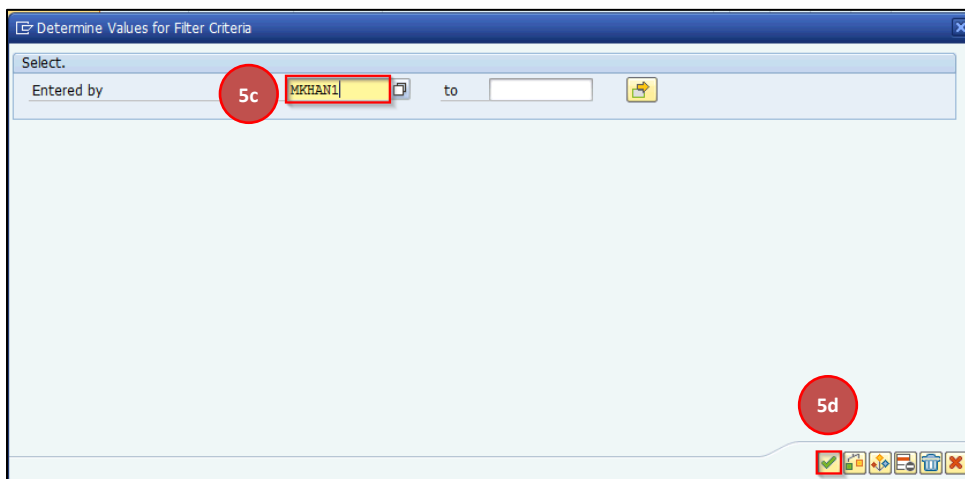 Determine Values for Filter Criteria
Select.
Entered by 5c MKHAN1 to
5d